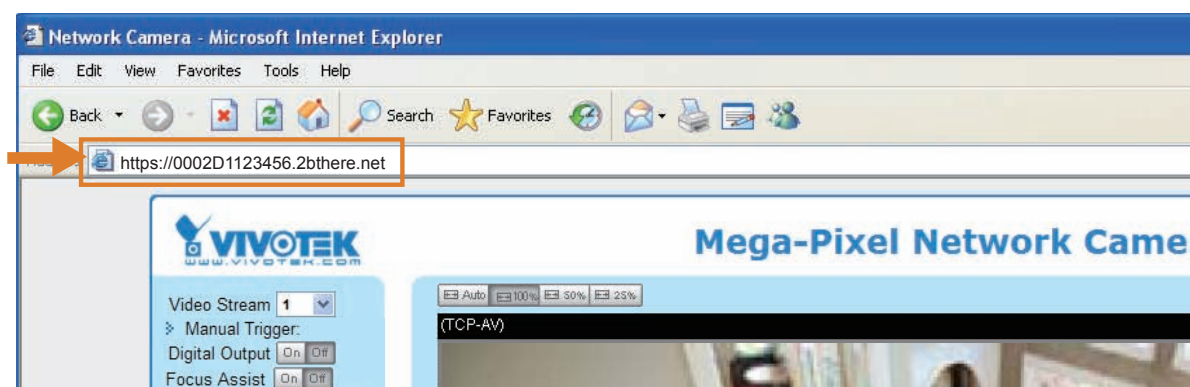 Network Camera - Microsoft Internet Explorer
File Edit View Favorites Tools Help
Back Search Favorites
https://0002D1123456.2bthere.net
VIVOTEK
www.vivotek.com
Mega-Pixel Network Came
Video Stream 1
Manual Trigger:
Digital Output On Off
Focus Assist On Off
Auto 100% 50% 25%
(TCP-AV)